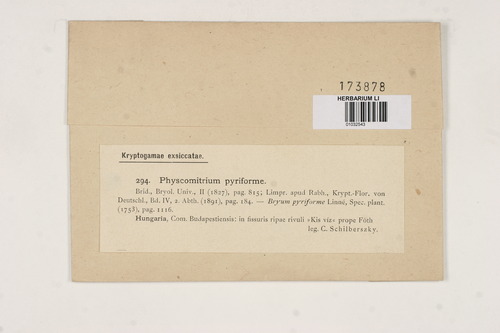 173878
HERBARIUM LI
01032543
Kryptogamae exsiccatae.
294. Physcomitrium pyriforme.
Brid., Bryol. Univ., II (1827), pag. 815; Limpr. apud Rabh., Krypt.-Flor. von
Deutschl., Bd. IV, 2. Abth. (1891), pag. 184. — Bryum pyriforme Linné, Spec. plant.
(1753), pag. 1116.
Hungaria, Com. Budapestiensis: in fissuris ripas rivuli »Kis víz« prope Fóth
leg. C. Schilberszky.